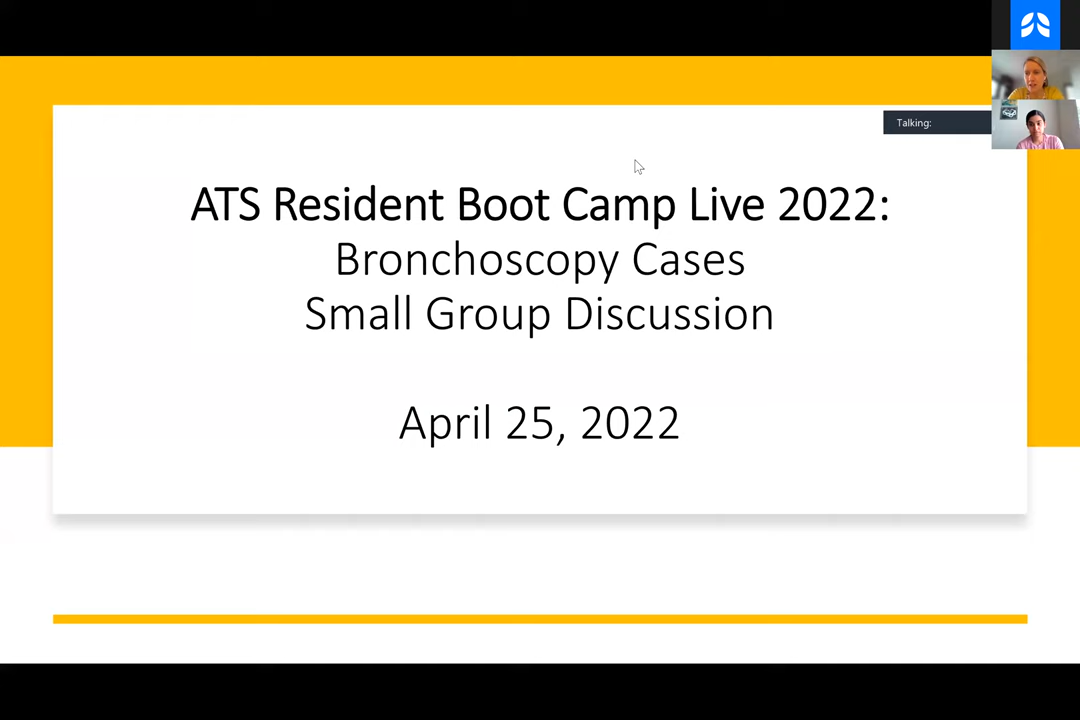 Talking:
ATS Resident Boot Camp Live 2022:
Bronchoscopy Cases
Small Group Discussion
April 25, 2022